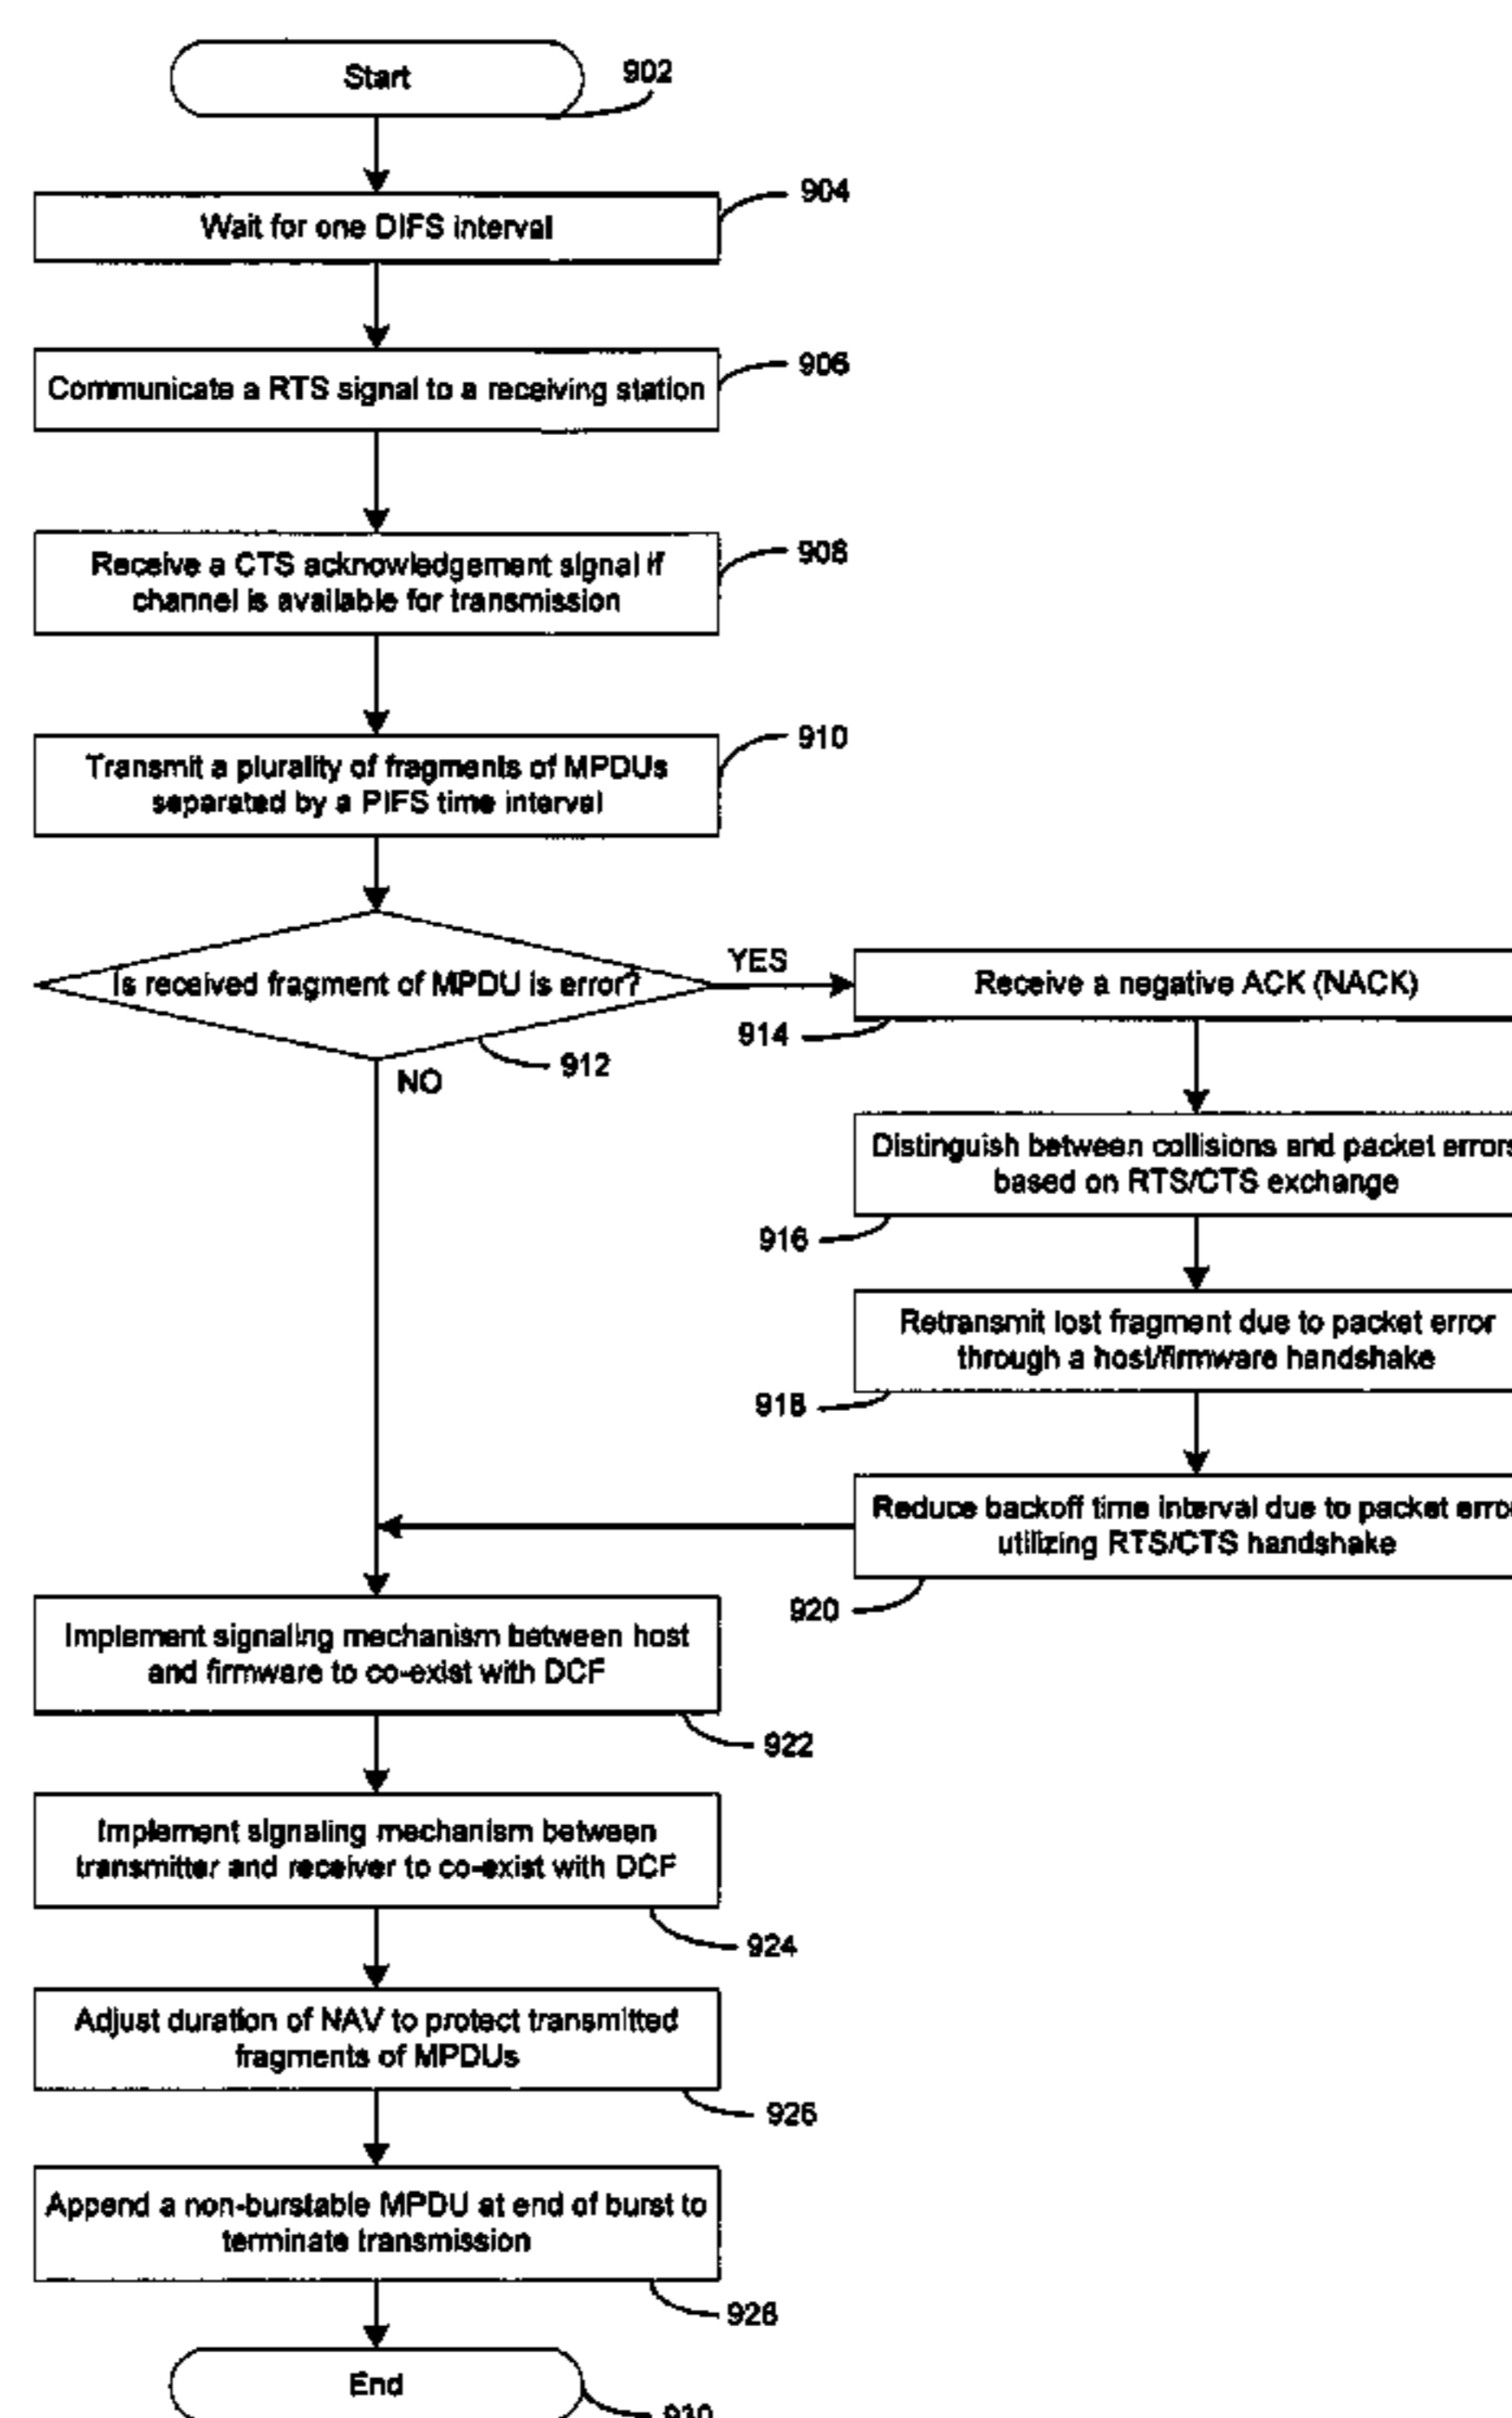 Start
902
Wait for one DIFS interval
904
Communicate a RTS signal to a receiving station
906
Receive a CTS acknowledgement signal if
channel is available for transmission
908
Transmit a plurality of fragments of MPDUs
separated by a PIFS time interval
910
Is received fragment of MPDU is error?
912
YES
NO
Receive a negative ACK (NACK)
914
Distinguish between collisions and packet errors
based on RTS/CTS exchange
916
Retransmit lost fragment due to packet error
through a host/firmware handshake
918
Reduce backoff time interval due to packet error
utilizing RTS/CTS handshake
920
Implement signaling mechanism between host
and firmware to co-exist with DCF
922
Implement signaling mechanism between
transmitter and receiver to co-exist with DCF
924
Adjust duration of NAV to protect transmitted
fragments of MPDUs
926
Append a non-burstable MPDU at end of burst to
terminate transmission
928
End
930